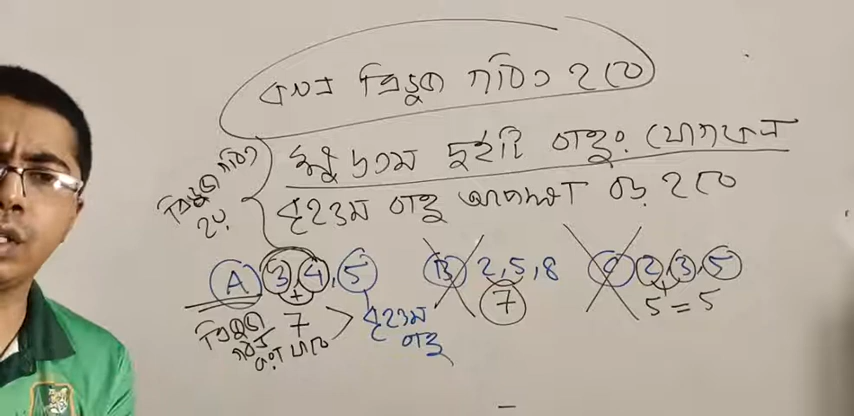 কখন ত্রিভুজ গঠিত হবে
ক্ষুদ্রতম দুইটি বাহুর যোগফল
বৃহত্তম বাহু অপেক্ষা বড় হবে
ত্রিভুজ গঠিত
হয়
A 3, 4, 5
+
7 > বৃহত্তম
বাহু
ত্রিভুজ
করা যাবে
B 2, 5, 8
7
C 2, 3, 5
+
5 = 5